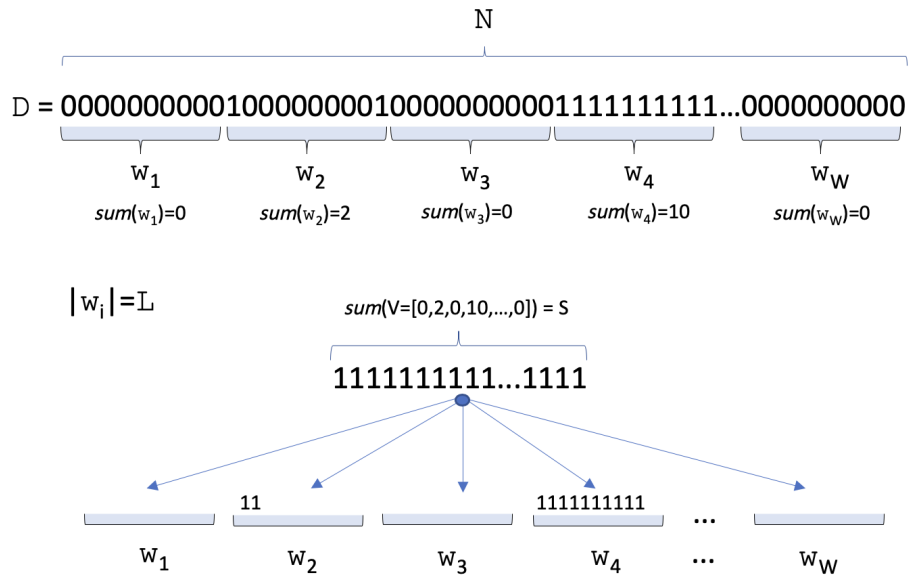 N
D = 0000000000100000000100000000001111111111...0000000000
w1 w2 w3 w4 wW
sum(w1)=0 sum(w2)=2 sum(w3)=0 sum(w4)=10 sum(wW)=0
|wi|=L
sum(V=[0,2,0,10,...,0]) = S
1111111111...1111
11 1111111111
...
w1 w2 w3 w4 ... wW